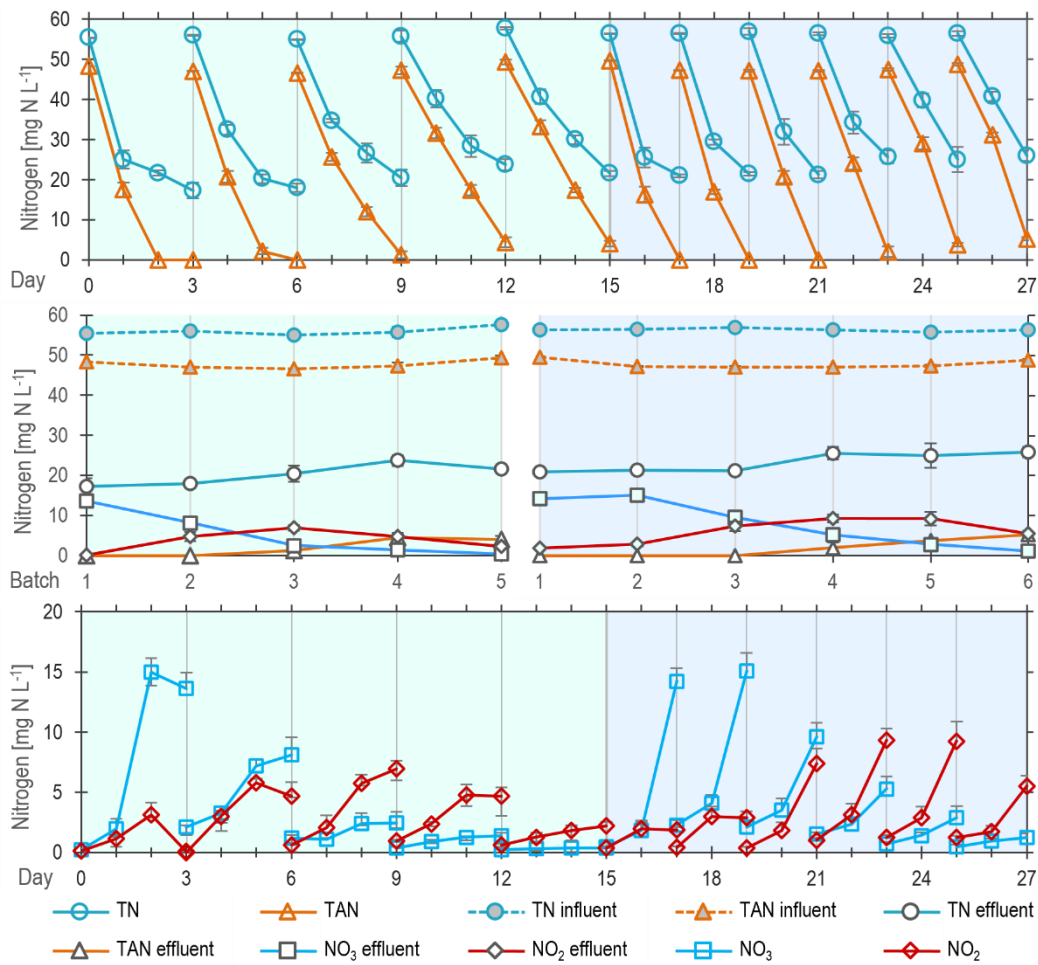 60
50
40
30
20
10
0
Nitrogen [mg N L-1)
Day
0 3 6 9 12 15 18 21 24 27
60
50
40
30
20
10
0
Nitrogen [mg N L-1)
Batch
1 2 3 4 5 1 2 3 4 5 6
20
15
10
5
0
Nitrogen [mg N L-1)
Day
0 3 6 9 12 15 18 21 24 27
TN TAN TN influent TAN influent TN effluent
TAN effluent NO3 effluent NO2 effluent NO3 NO2